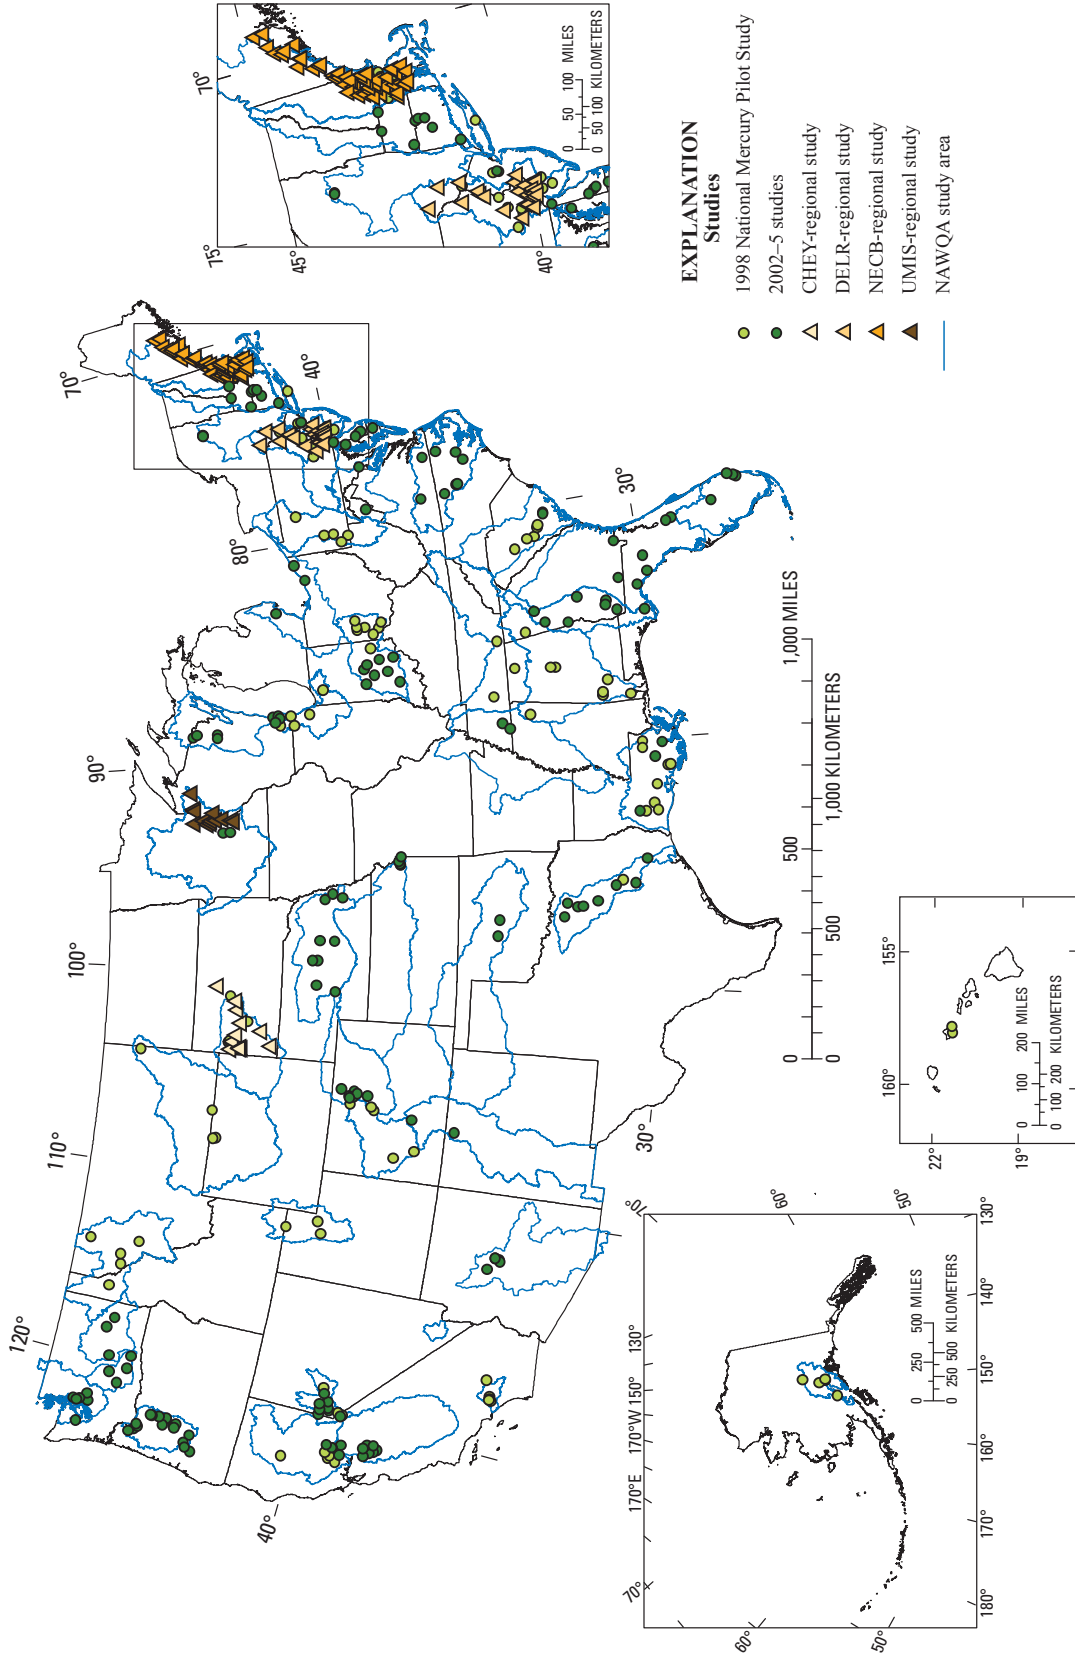 120°
110°
100°
90°
80°
70°
40°
30°
40°
30°
0 500 1,000 MILES
0 500 1,000 KILOMETERS
75°
70°
45°
40°
0 50 100 MILES
0 50 100 KILOMETERS
EXPLANATION
Studies
1998 National Mercury Pilot Study
2002–5 studies
CHEY-regional study
DELR-regional study
NECB-regional study
UMIS-regional study
NAWQA study area
70°
170°E
170°W
150°
130°
70°
60°
50°
60°
50°
180°
170°
160°
150°
140°
130°
0 250 500 MILES
0 250 500 KILOMETERS
160°
155°
22°
19°
0 100 200 MILES
0 100 200 KILOMETERS